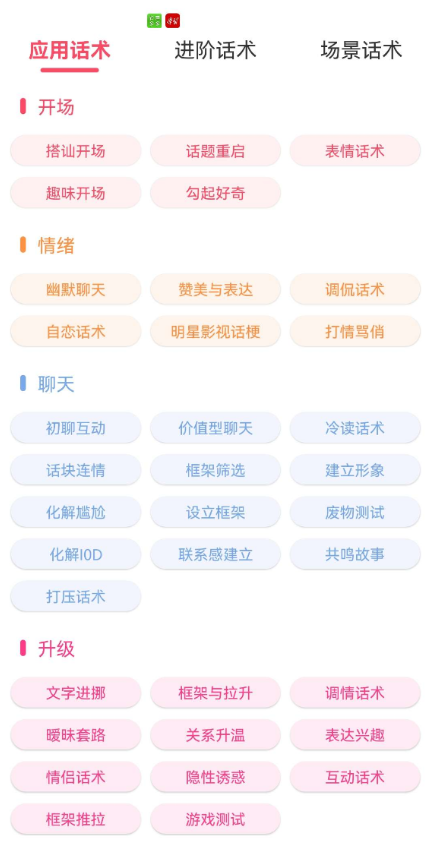 应用话术 进阶话术 场景话术
开场
搭讪开场 话题重启 表情话术
趣味开场 勾起好奇
情绪
幽默聊天 赞美与表达 调侃话术
自恋话术 明星影视话梗 打情骂俏
聊天
初聊互动 价值型聊天 冷读话术
话块连情 框架筛选 建立形象
化解尴尬 设立框架 废物测试
化解I0D 联系感建立 共鸣故事
打压话术
升级
文字进挪 框架与拉升 调情话术
暧昧套路 关系升温 表达兴趣
情侣话术 隐性诱惑 互动话术
框架推拉 游戏测试